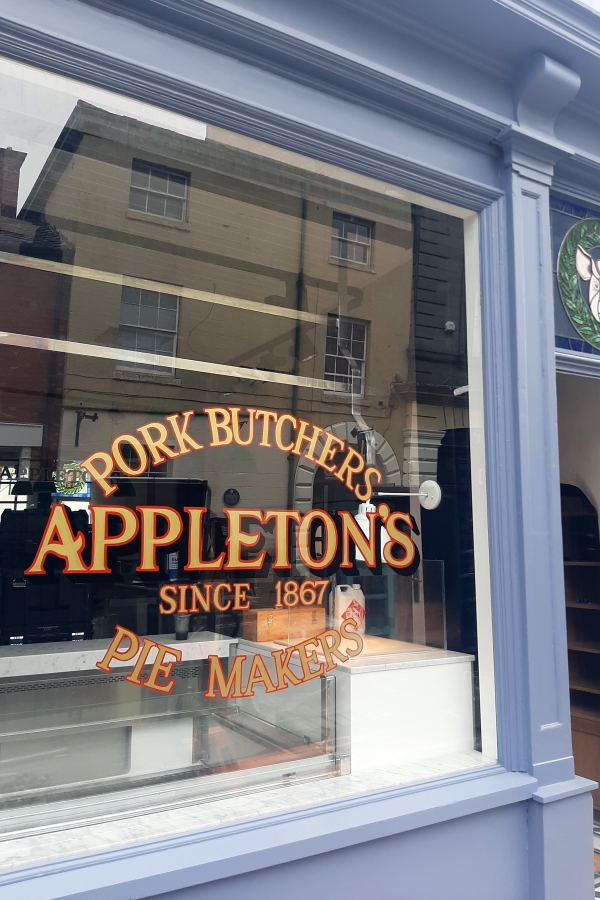 PORK BUTCHERS
APPLETON'S
SINCE 1867
PIE MAKERS